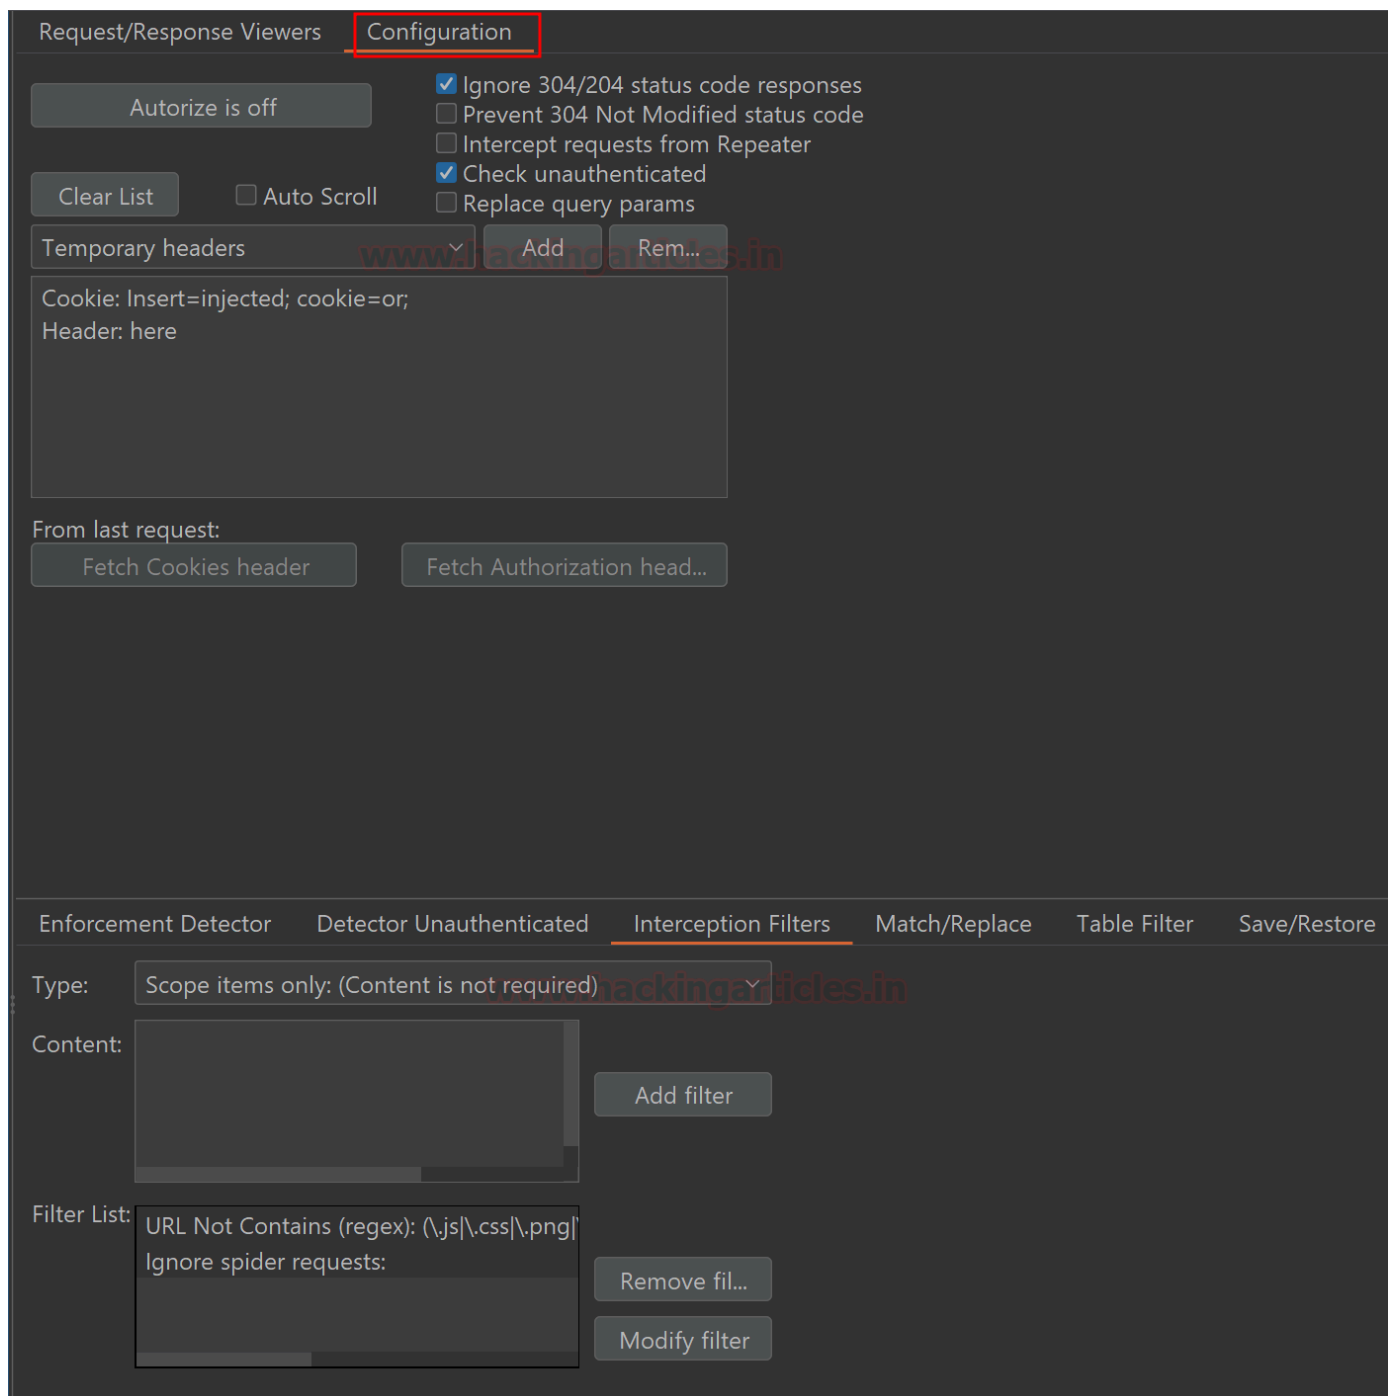 Request/Response Viewers Configuration
Autorize is off
Ignore 304/204 status code responses
Prevent 304 Not Modified status code
Intercept requests from Repeater
Check unauthenticated
Clear List Auto Scroll
Replace query params
Temporary headers Add Rem...
www.hackingarticles.in
Cookie: Insert=injected; cookie=or;
Header: here
From last request:
Fetch Cookies header Fetch Authorization head...
Enforcement Detector Detector Unauthenticated Interception Filters Match/Replace Table Filter Save/Restore
Type: Scope items only: (Content is not required)
www.hackingarticles.in
Content:
Add filter
Filter List:
URL Not Contains (regex): (\.js|\.css|\.png|
Ignore spider requests:
Remove fil...
Modify filter